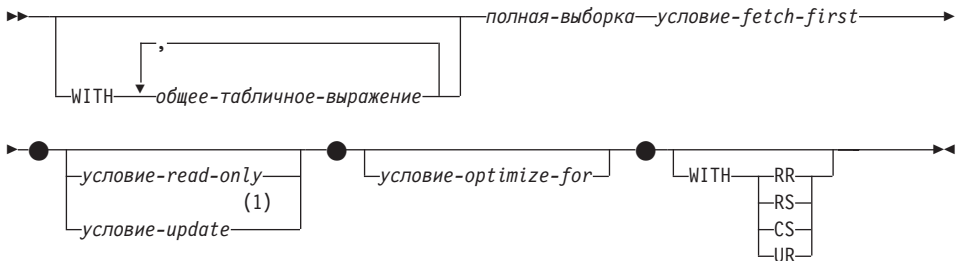 полная-выборка условие-fetch-first
,
WITH общее-табличное-выражение
условие-read-only условие-optimize-for WITH RR
(1) RS
условие-update CS
UR